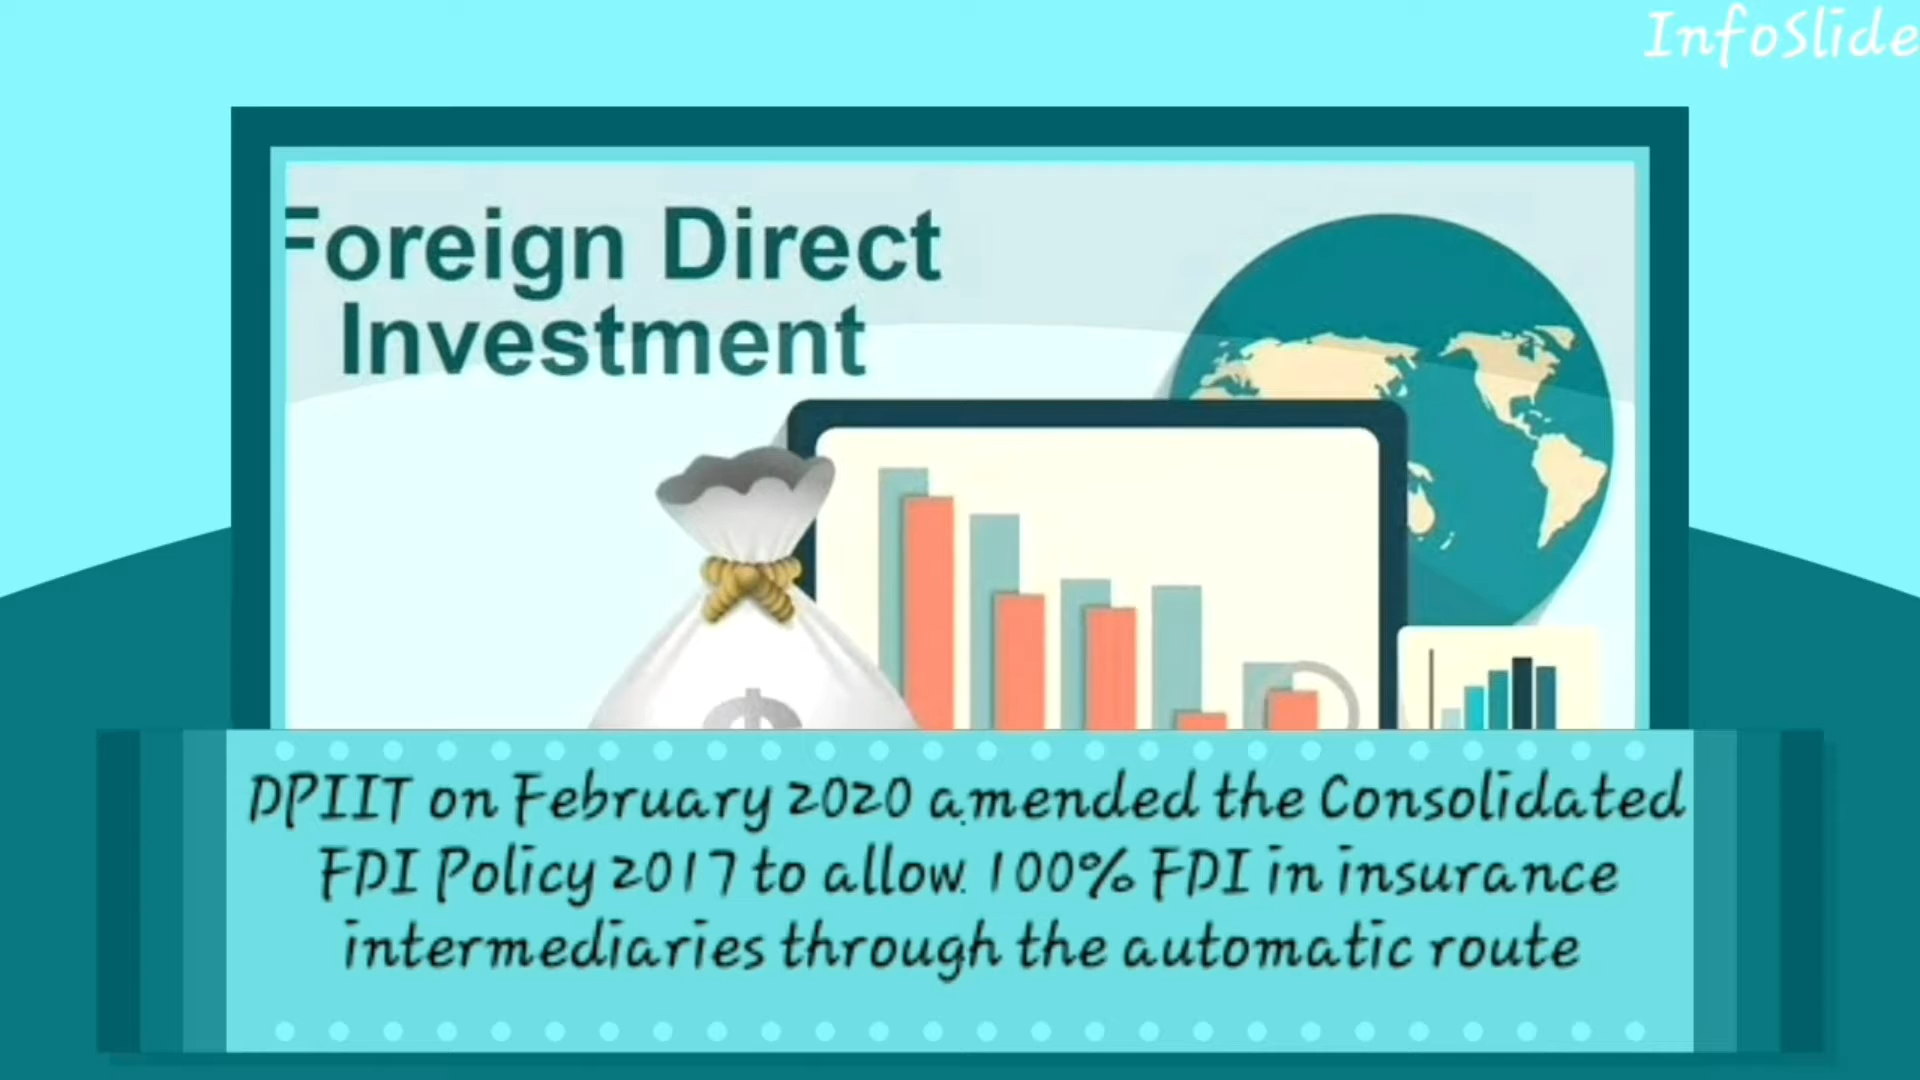 InfoSlide
Foreign Direct
Investment
DPIIT on February 2020 amended the Consolidated
FDI Policy 2017 to allow 100% FDI in insurance
intermediaries through the automatic route